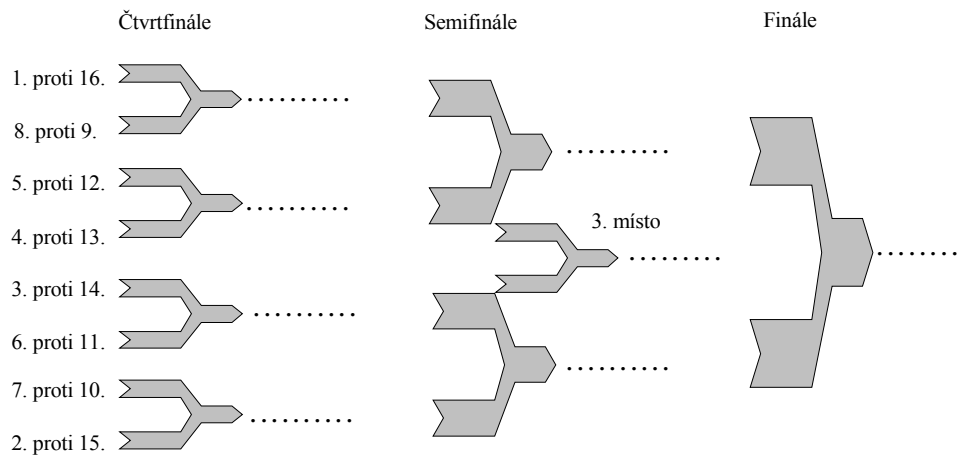 Čtvrtfinále
Semifinále
Finále
1. proti 16.
8. proti 9.
5. proti 12.
4. proti 13.
3. místo
3. proti 14.
6. proti 11.
7. proti 10.
2. proti 15.